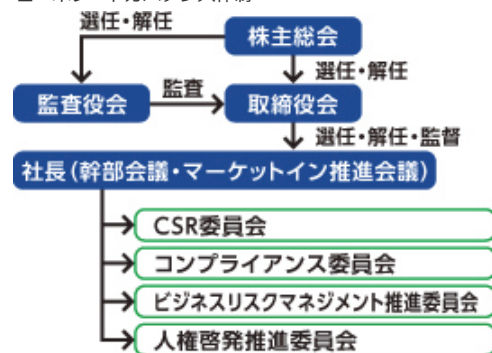 選任・解任
株主総会
選任・解任
監査役会
監査
取締役会
選任・解任・監督
社長（幹部会議・マーケットイン推進会議）
CSR委員会
コンプライアンス委員会
ビジネスリスクマネジメント推進委員会
人権啓発推進委員会